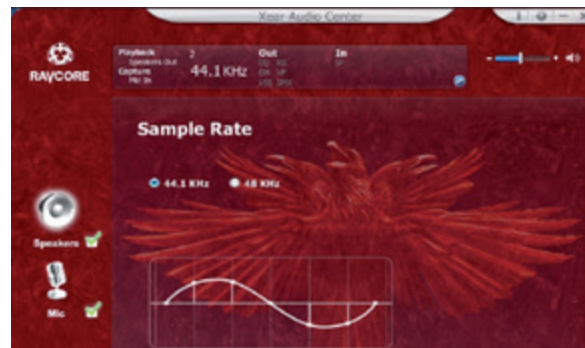 Xear Audio Center
RAYCORE
Playback 2 Out In
Speakers Out
Capture 44.1 KHz
Mic In
Sample Rate
44.1 KHz 48 KHz
Speakers
Mic